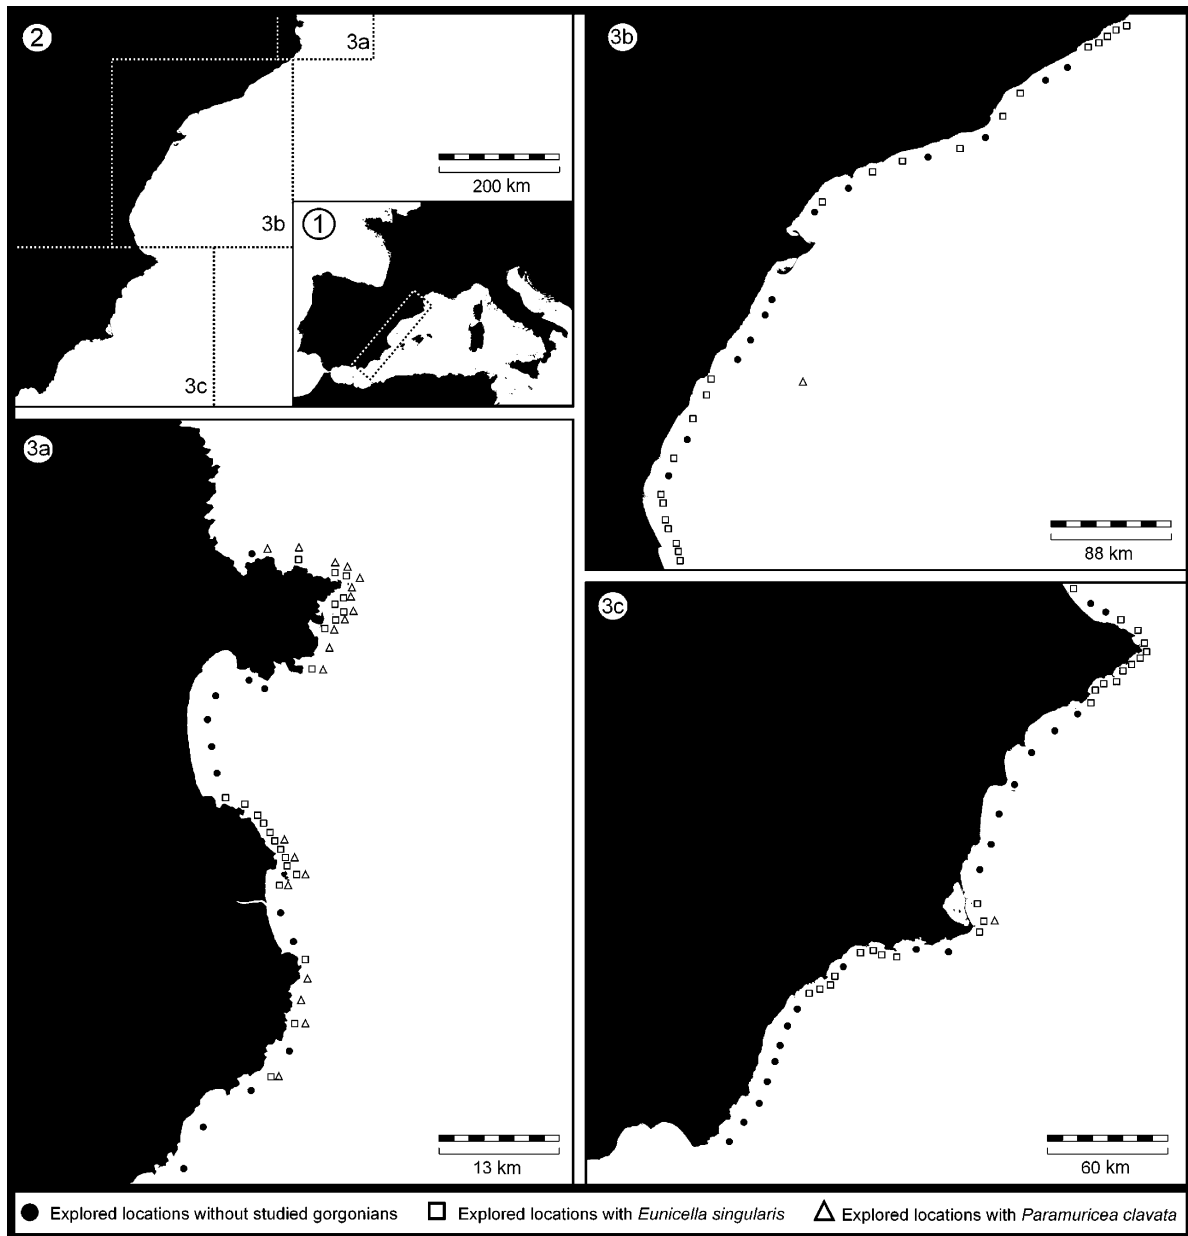 2
3a
200 km
3b
1
3c
3b
88 km
3a
13 km
3c
60 km
Explored locations without studied gorgonians
Explored locations with Eunicella singularis
Explored locations with Paramuricea clavata